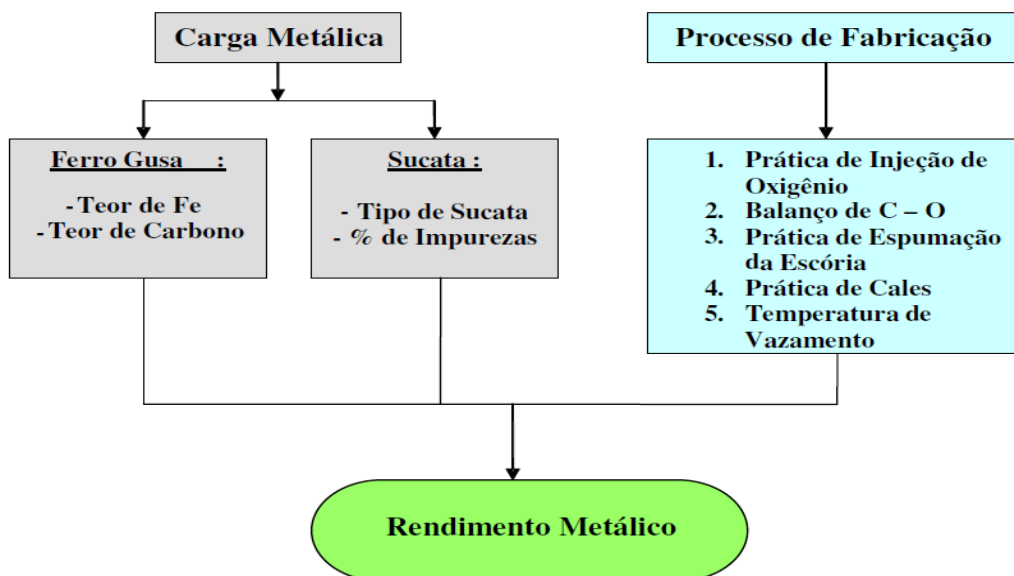 Carga Metálica
Processo de Fabricação
Ferro Gusa :
- Teor de Fe
- Teor de Carbono
Sucata :
- Tipo de Sucata
- % de Impurezas
1. Prática de Injeção de
Oxigênio
2. Balanço de C – O
3. Prática de Espumação
da Escória
4. Prática de Cales
5. Temperatura de
Vazamento
Rendimento Metálico